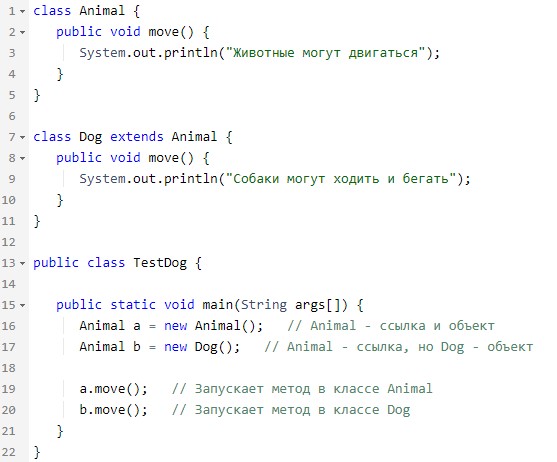 1 class Animal {
2    public void move() {
3       System.out.println("Животные могут двигаться");
4    }
5 }
6
7 class Dog extends Animal {
8    public void move() {
9       System.out.println("Собаки могут ходить и бегать");
10    }
11 }
12
13 public class TestDog {
14
15    public static void main(String args[]) {
16       Animal a = new Animal();   // Animal - ссылка и объект
17       Animal b = new Dog();   // Animal - ссылка, но Dog - объект
18
19       a.move();   // Запускает метод в классе Animal
20       b.move();   // Запускает метод в классе Dog
21    }
22 }